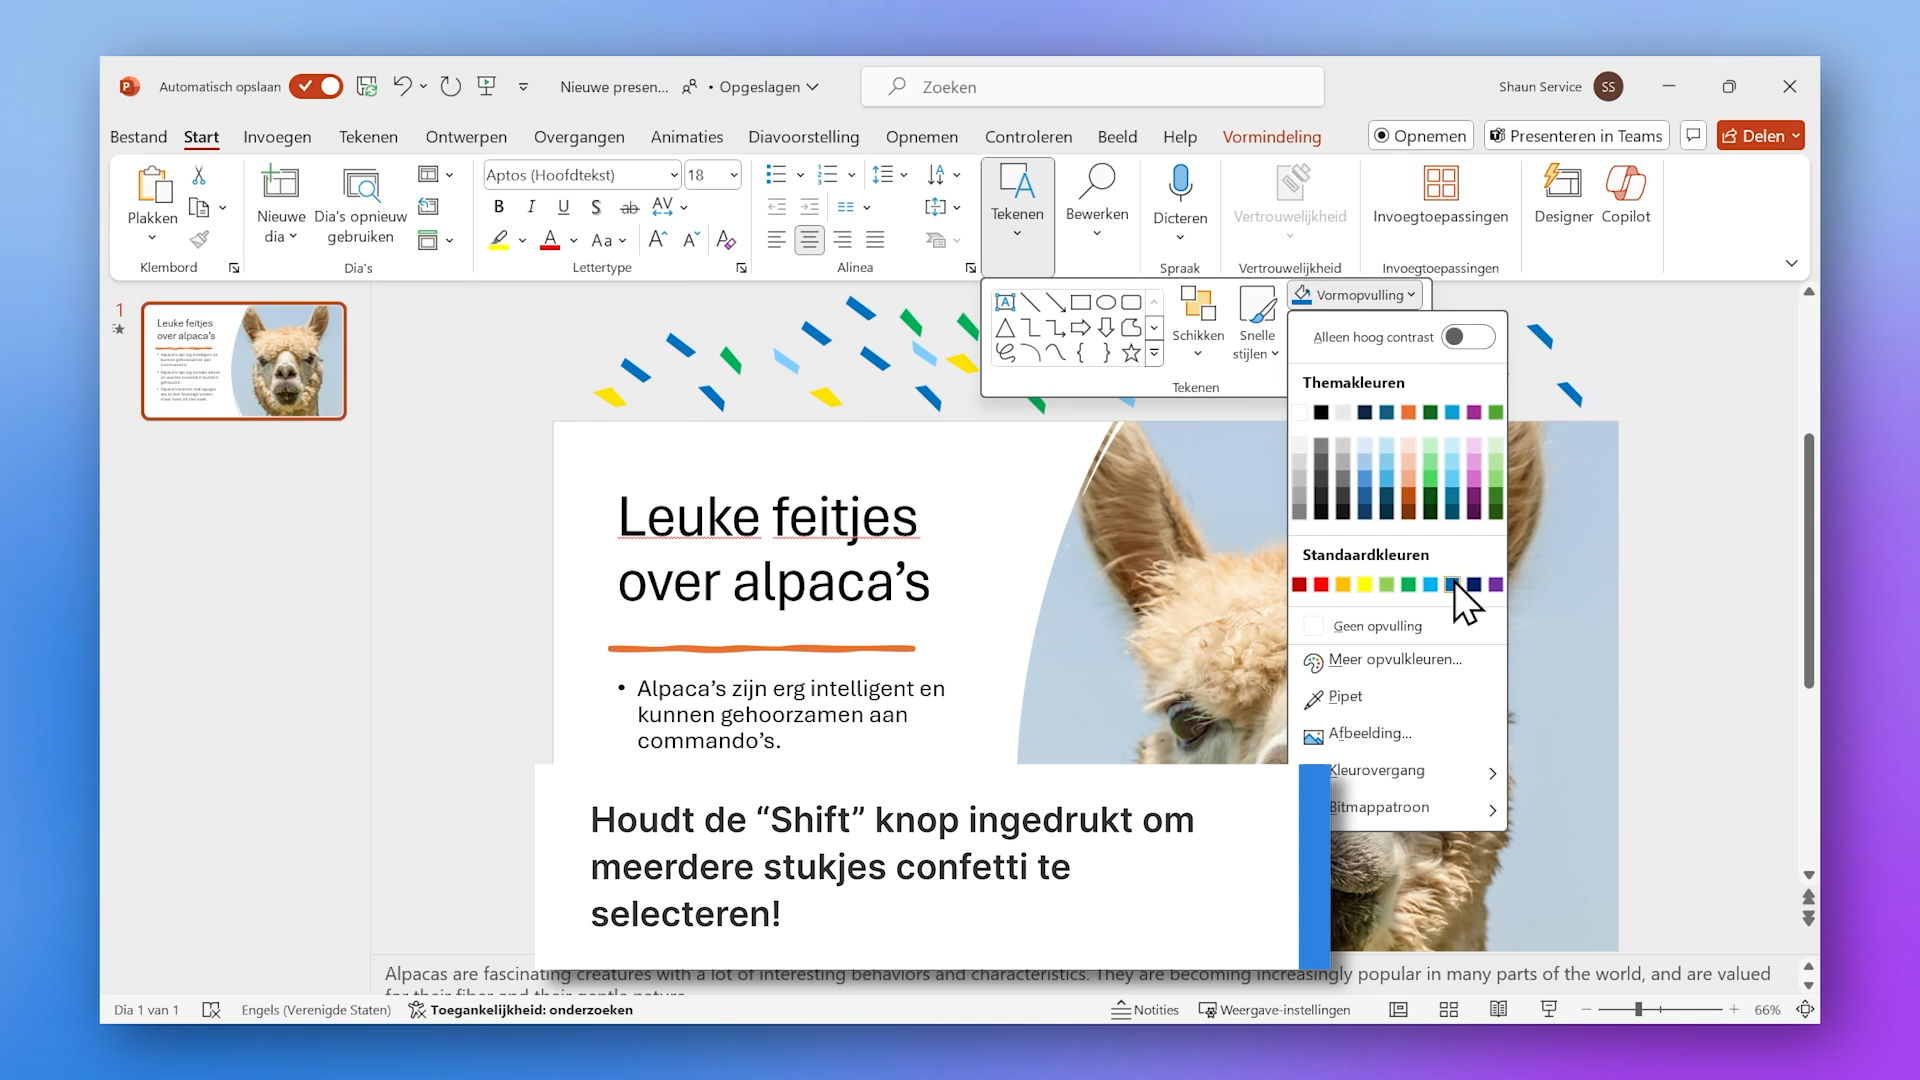 Automatisch opslaan
Nieuwe presen...
• Opgeslagen
Zoeken
Shaun Service
SS
Bestand
Start
Invoegen
Tekenen
Ontwerpen
Overgangen
Animaties
Diavoorstelling
Opnemen
Controleren
Beeld
Help
Vormindeling
Opnemen
Presenteren in Teams
Delen
Plakken
Klembord
Nieuwe
dia
Dia's opnieuw
gebruiken
Dia's
Aptos (Hoofdtekst)
18
Lettertype
Alinea
Tekenen
Bewerken
Dicteren
Spraak
Vertrouwelijkheid
Vertrouwelijkheid
Invoegtoepassingen
Invoegtoepassingen
Designer
Copilot
Schikken
Snelle
stijlen
Tekenen
Vormopvulling
Alleen hoog contrast
Themakleuren
Standaardkleuren
Geen opvulling
Meer opvulkleuren...
Pipet
Afbeelding...
Kleurovergang
Bitmappatroon
1
Leuke feitjes
over alpaca's
Leuke feitjes
over alpaca’s
• Alpaca’s zijn erg intelligent en
kunnen gehoorzamen aan
commando’s.
Houdt de “Shift” knop ingedrukt om
meerdere stukjes confetti te
selecteren!
Alpacas are fascinating creatures with a lot of interesting behaviors and characteristics. They are becoming increasingly popular in many parts of the world, and are valued
for their fiber and their gentle nature.
Dia 1 van 1
Engels (Verenigde Staten)
Toegankelijkheid: onderzoeken
Notities
Weergave-instellingen
66%